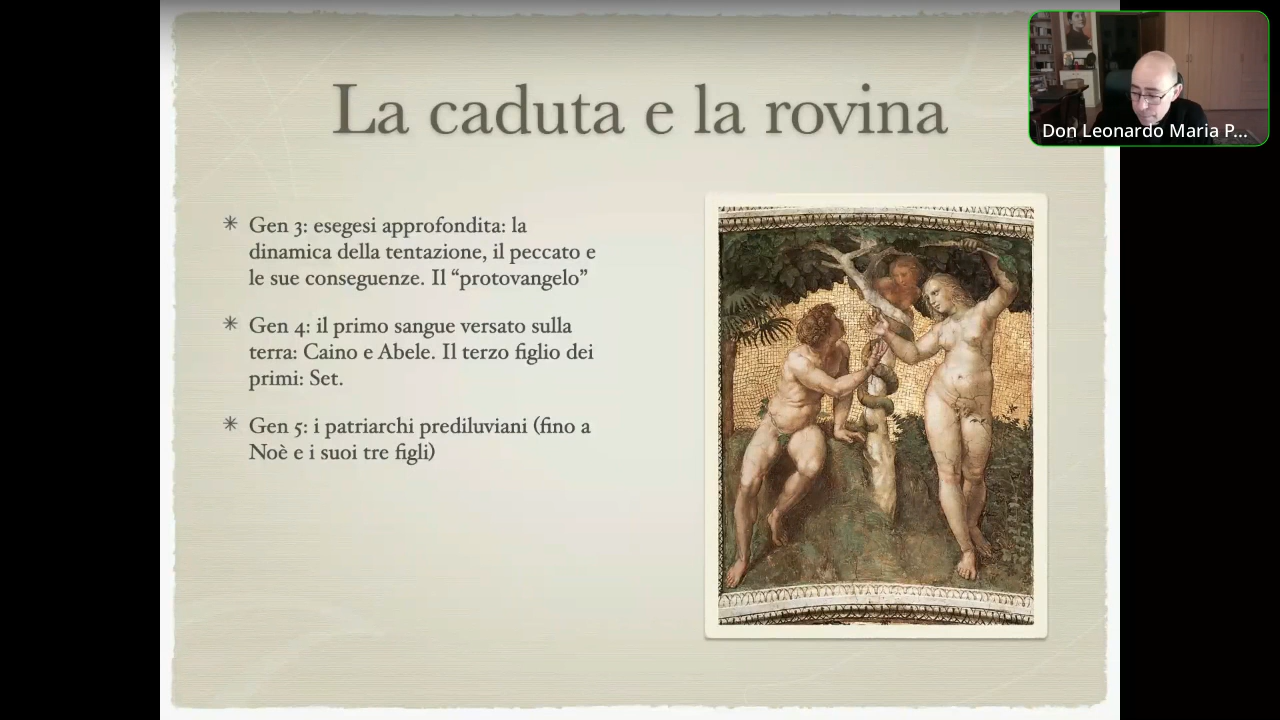 La caduta e la rovina
Don Leonardo Maria P...
✳ Gen 3: esegesi approfondita: la
dinamica della tentazione, il peccato e
le sue conseguenze. Il “protovangelo”
✳ Gen 4: il primo sangue versato sulla
terra: Caino e Abele. Il terzo figlio dei
primi: Set.
✳ Gen 5: i patriarchi prediluviani (fino a
Noè e i suoi tre figli)